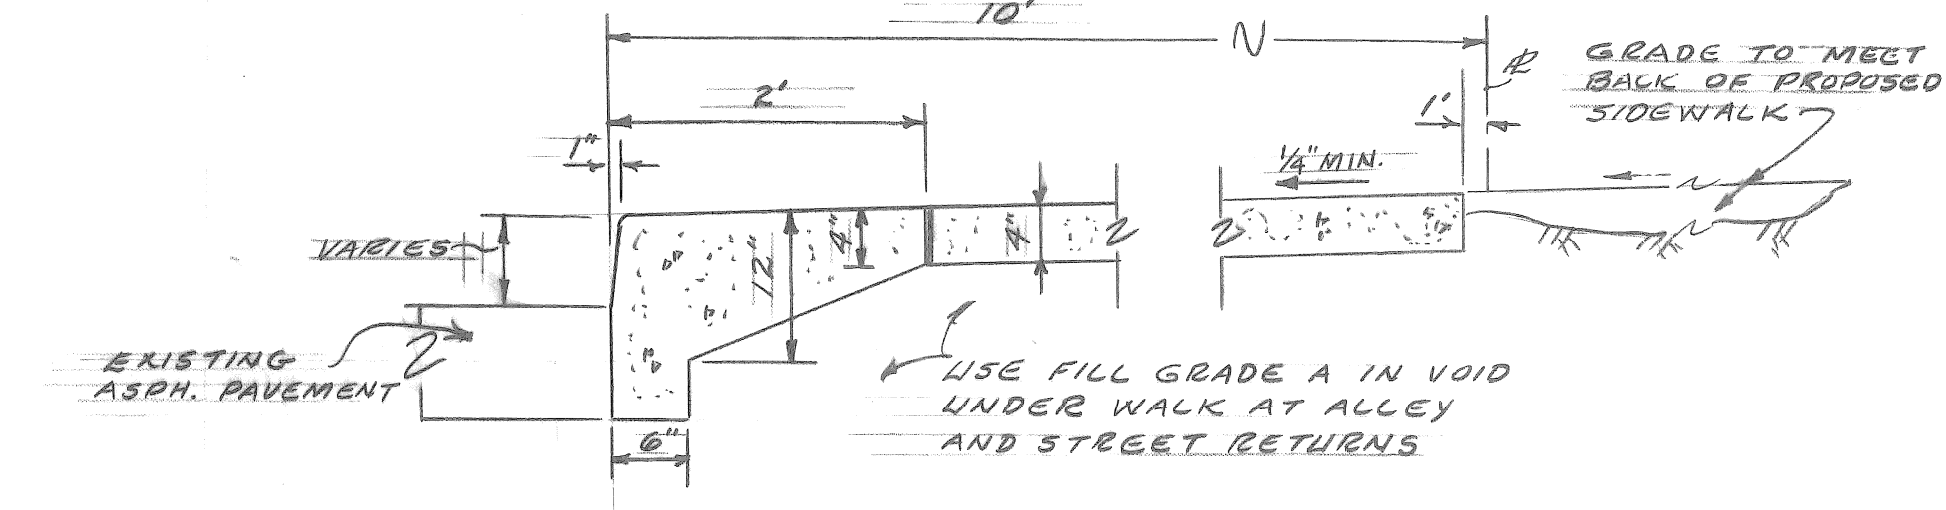 10'
2'
1"
1'
PL
GRADE TO MEET
BACK OF PROPOSED
SIDEWALK
1/4" MIN.
VARIES
12"
4"
4"
EXISTING
ASPH. PAVEMENT
USE FILL GRADE A IN VOID
UNDER WALK AT ALLEY
AND STREET RETURNS
6"